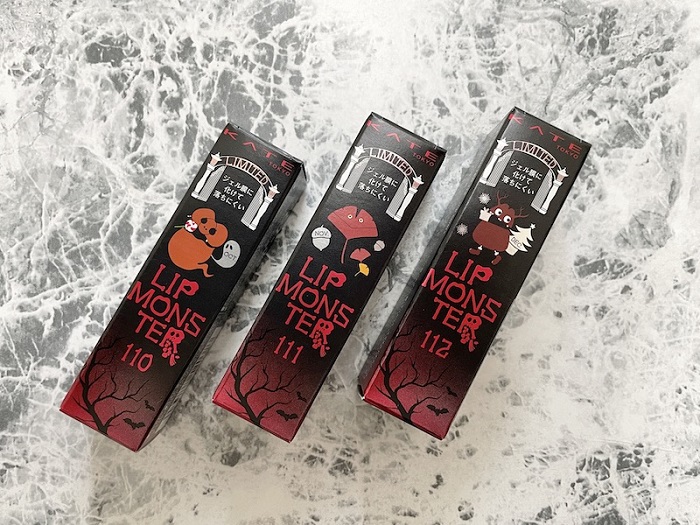 KATE
TOKYO
LIMITED
ジェル膜に
化けて
落ちにくい
OCT.
LIP
MONS
TER
110
KATE
TOKYO
LIMITED
ジェル膜に
化けて
落ちにくい
NOV.
LIP
MONS
TER
111
KATE
TOKYO
LIMITED
ジェル膜に
化けて
落ちにくい
DEC.
LIP
MONS
TER
112